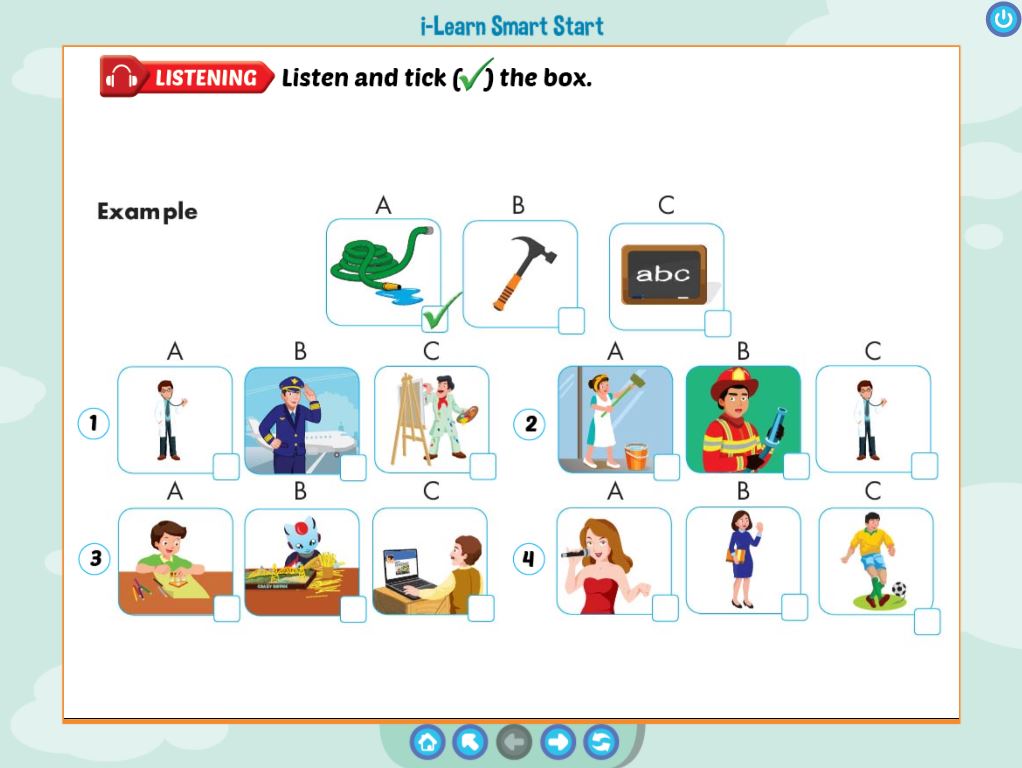 i-Learn Smart Start
LISTENING Listen and tick (✓) the box.
A B C
Example
abc
A B C A B C
1 2
A B C A B C
3 4